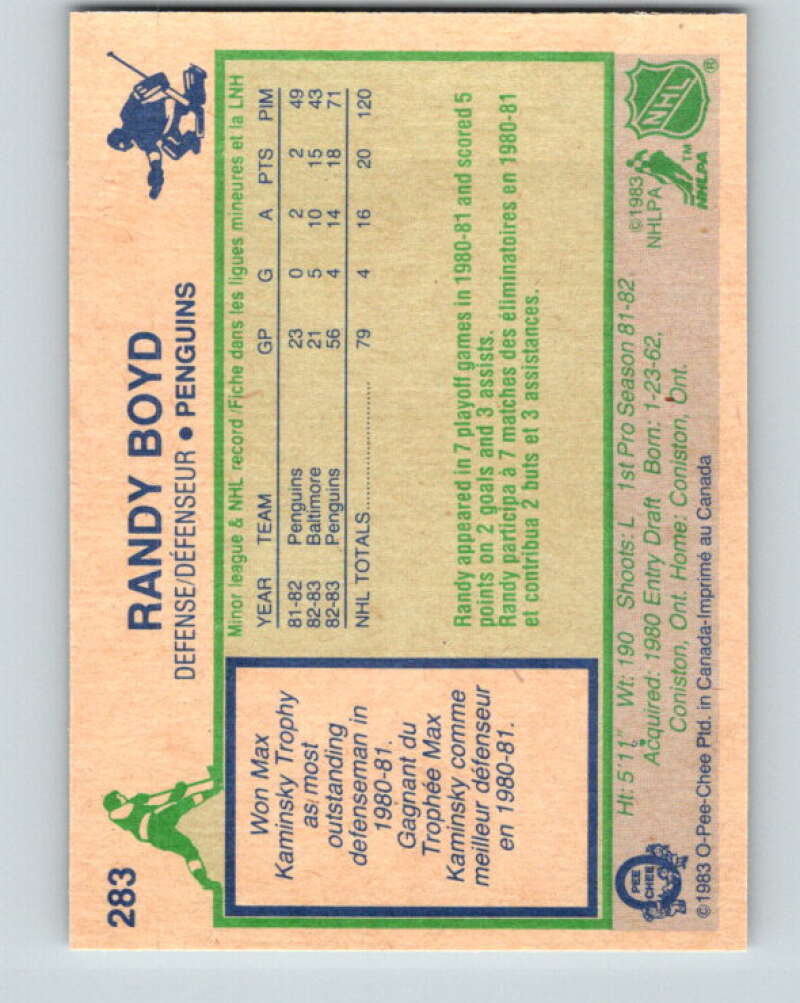 283
RANDY BOYD
DEFENSE/DÉFENSEUR • PENGUINS
Won Max
Kaminsky Trophy
as most
outstanding
defenseman in
1980-81.
Gagnant du
Trophée Max
Kaminsky comme
meilleur défenseur
en 1980-81.
Minor league & NHL record/Fiche dans les ligues mineures et la LNH
YEAR TEAM GP G A PTS PIM
81-82 Penguins 23 0 2 2 49
82-83 Baltimore 21 5 10 15 43
82-83 Penguins 56 4 14 18 71
NHL TOTALS 79 4 16 20 120
Randy appeared in 7 playoff games in 1980-81 and scored 5
points on 2 goals and 3 assists.
Randy participa à 7 matches des éliminatoires en 1980-81
et contribua 2 buts et 3 assistances.
PEE
CHEE
Ht: 5'11" Wt: 190 Shoots: L 1st Pro Season 81-82
Acquired: 1980 Entry Draft Born: 1-23-62,
Coniston, Ont. Home: Coniston, Ont.
©1983 O-Pee-Chee Ptd. in Canada-Imprimé au Canada
©1983
NHLPA
NHL ®
NHLPA ™